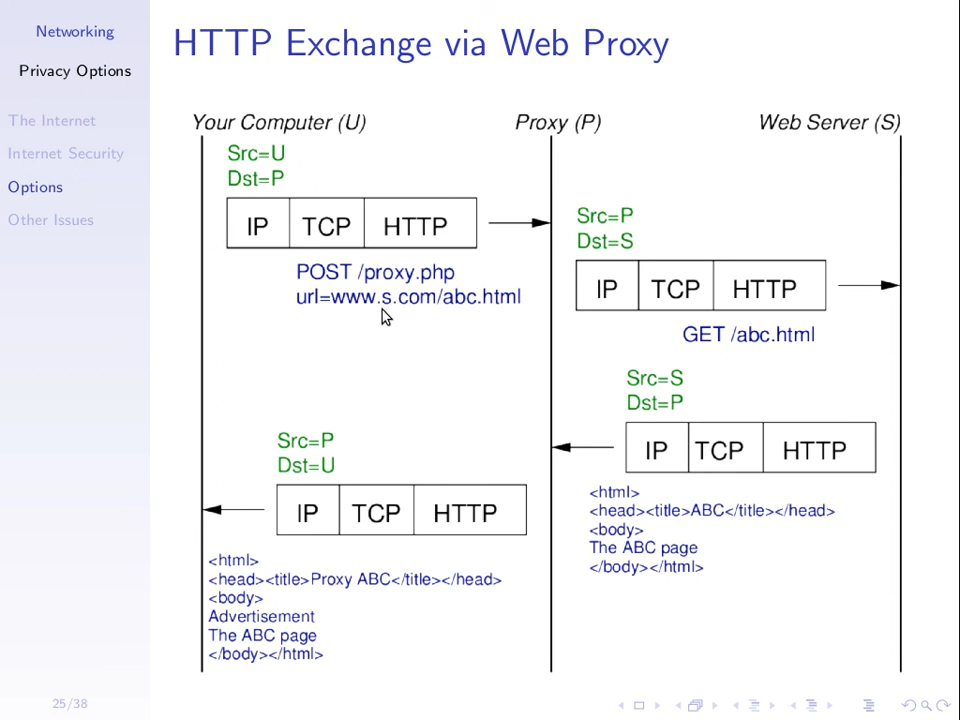 Networking
Privacy Options
The Internet
Internet Security
Options
Other Issues
HTTP Exchange via Web Proxy
Your Computer (U)
Proxy (P)
Web Server (S)
Src=U
Dst=P
IP
TCP
HTTP
POST /proxy.php
url=www.s.com/abc.html
Src=P
Dst=S
IP
TCP
HTTP
GET /abc.html
Src=S
Dst=P
IP
TCP
HTTP
<html>
<head><title>ABC</title></head>
<body>
The ABC page
</body></html>
Src=P
Dst=U
IP
TCP
HTTP
<html>
<head><title>Proxy ABC</title></head>
<body>
Advertisement
The ABC page
</body></html>
25/38